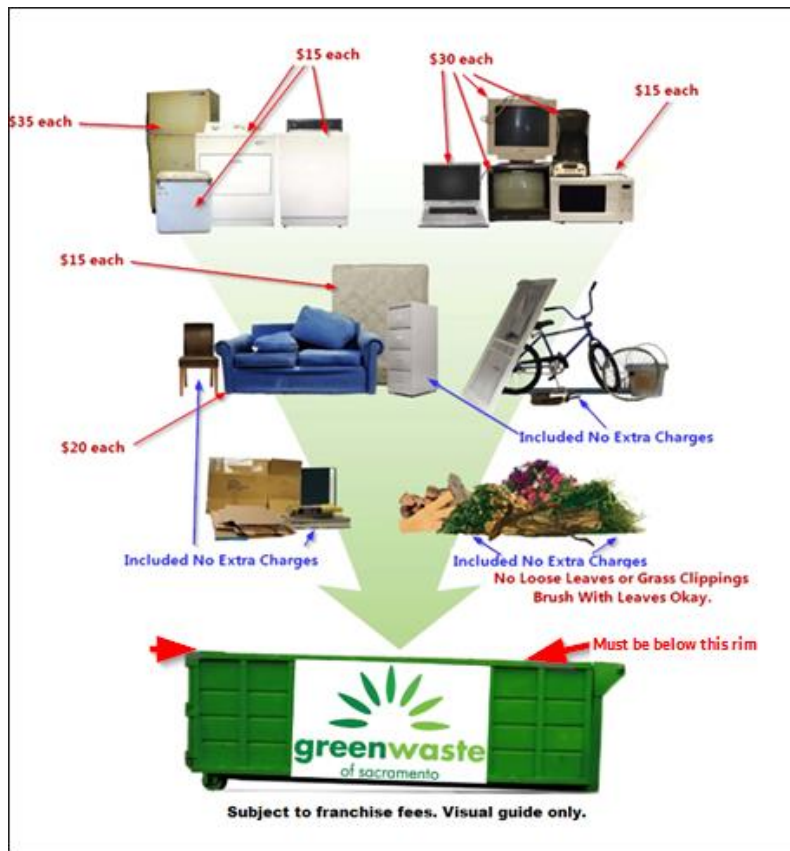 $15 each
$30 each
$15 each
$35 each
$15 each
Included No Extra Charges
$20 each
Included No Extra Charges
Included No Extra Charges
No Loose Leaves or Grass Clippings
Brush With Leaves Okay.
Must be below this rim
greenwaste
of sacramento
Subject to franchise fees. Visual guide only.